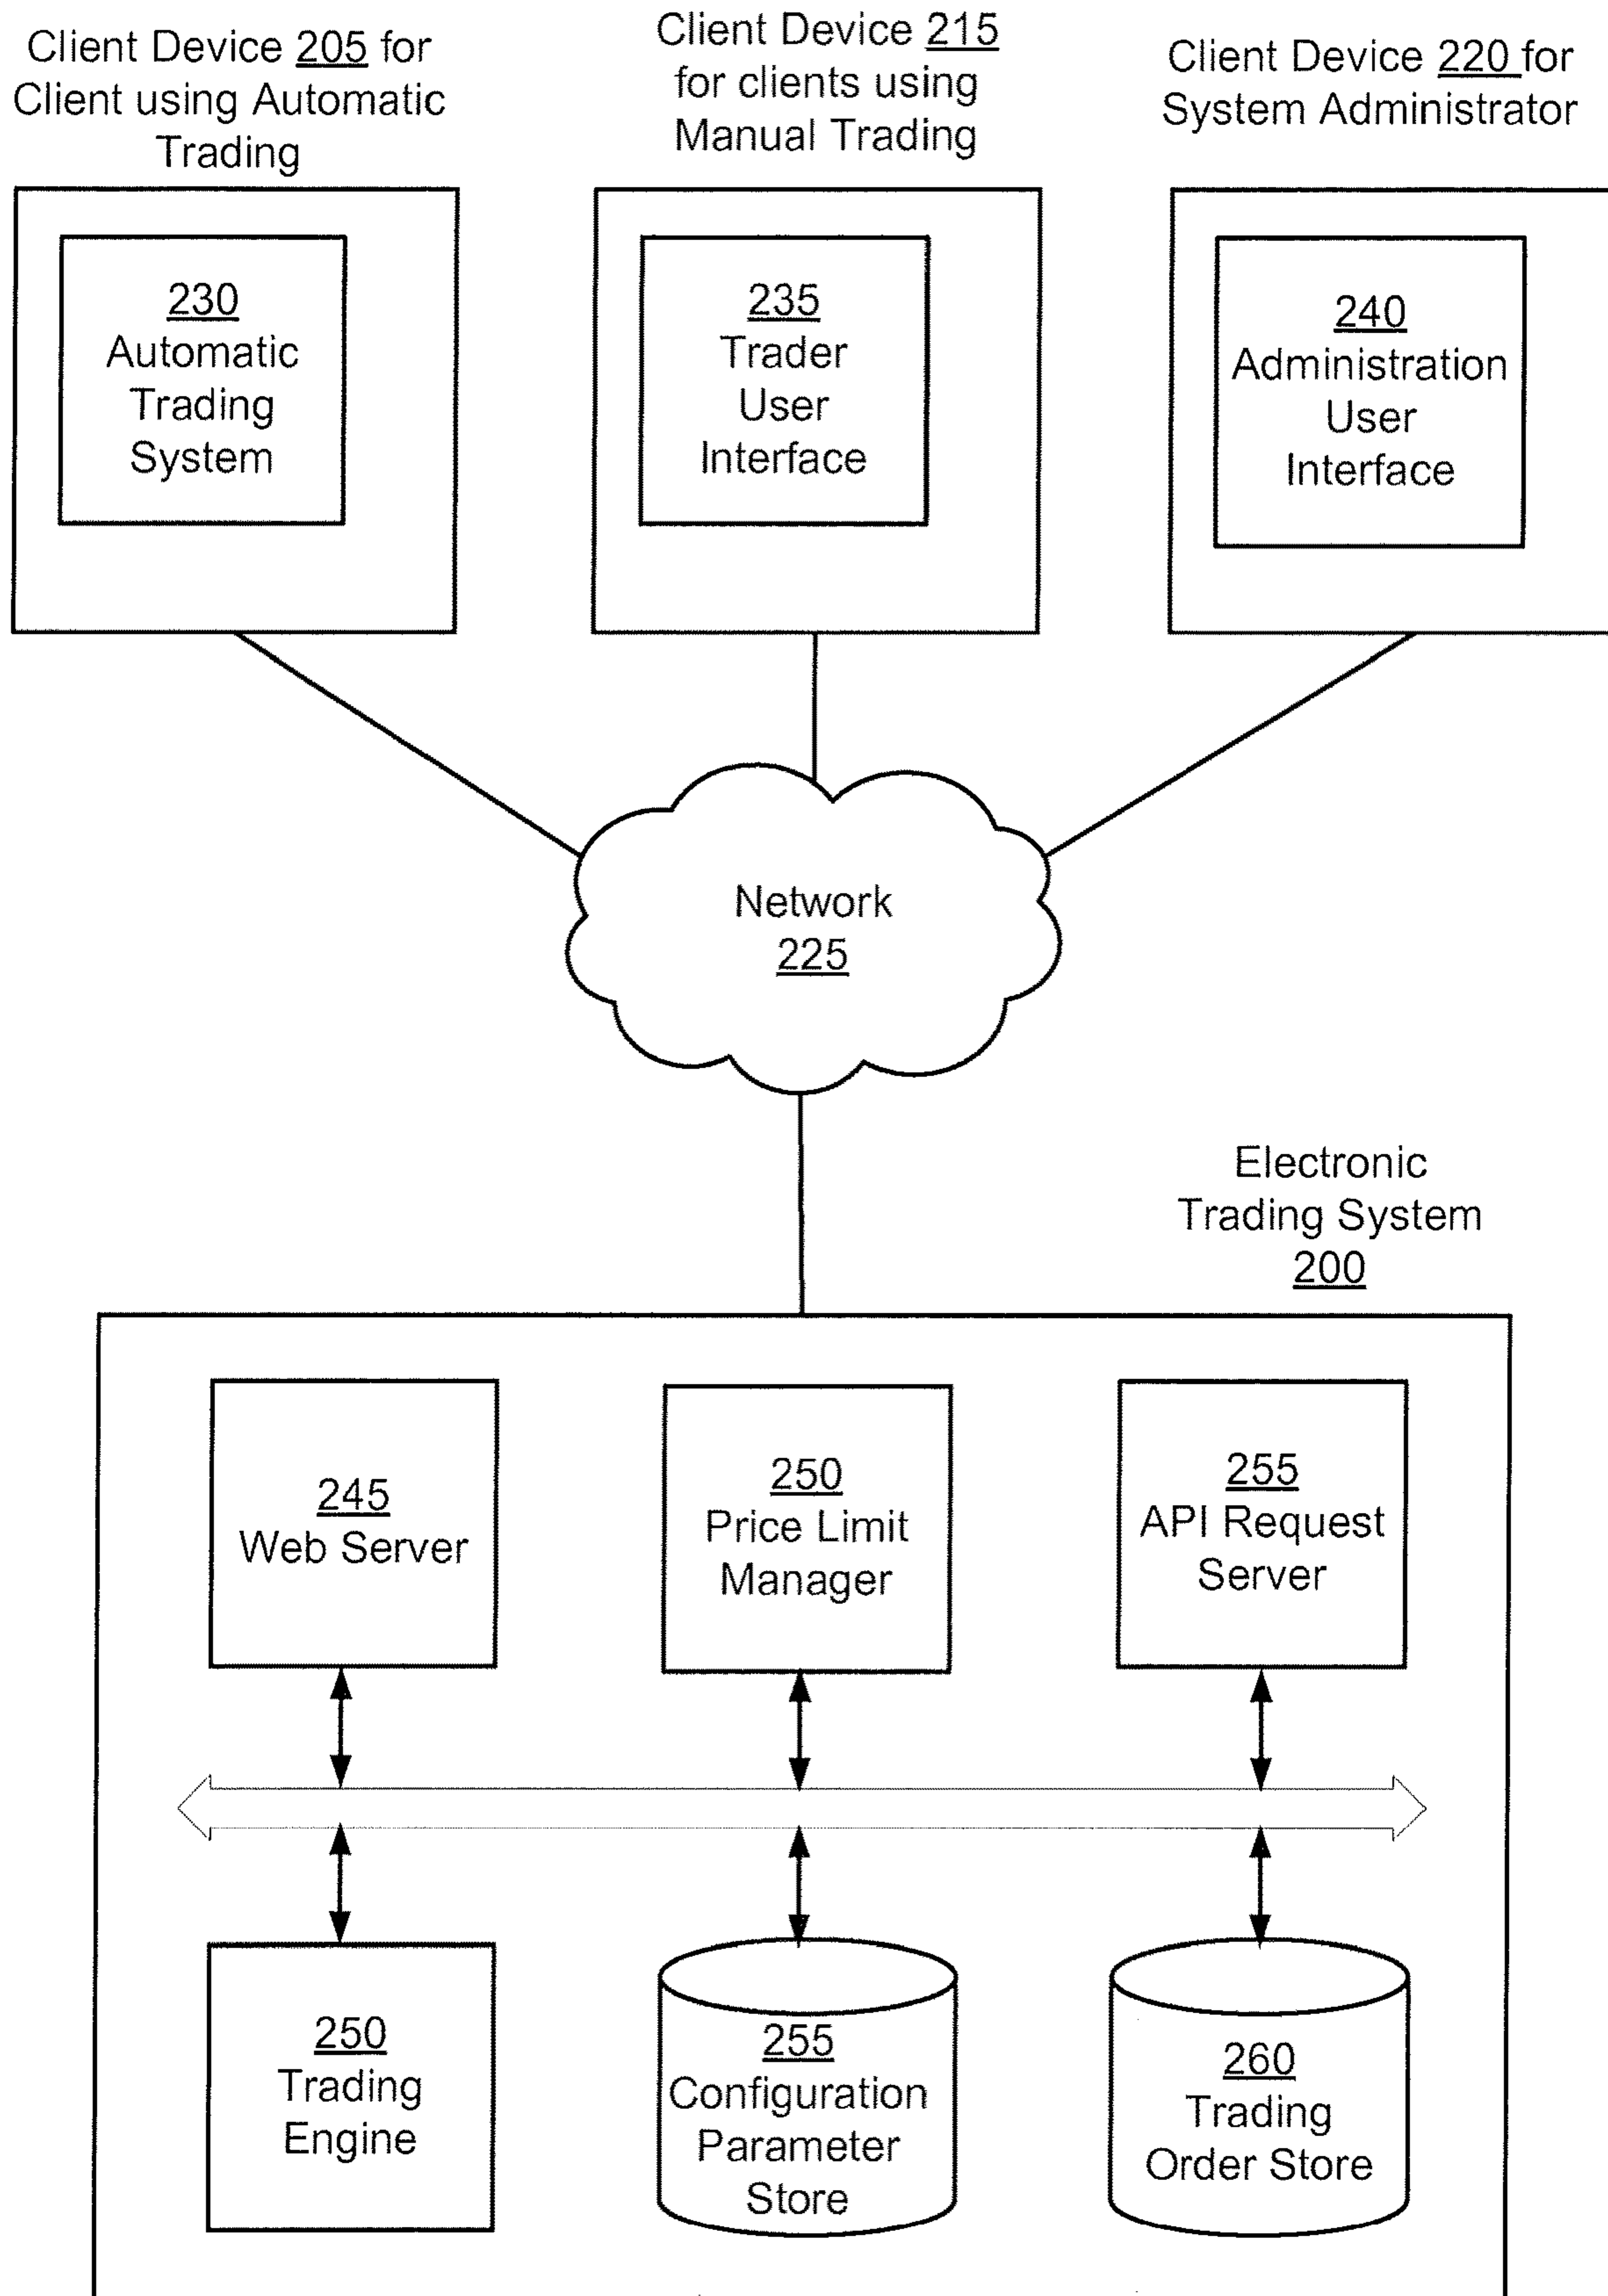 Client Device 205 for
Client using Automatic
Trading
Client Device 215
for clients using
Manual Trading
Client Device 220 for
System Administrator
230
Automatic
Trading
System
235
Trader
User
Interface
240
Administration
User
Interface
Network
225
Electronic
Trading System
200
245
Web Server
250
Price Limit
Manager
255
API Request
Server
250
Trading
Engine
255
Configuration
Parameter
Store
260
Trading
Order Store